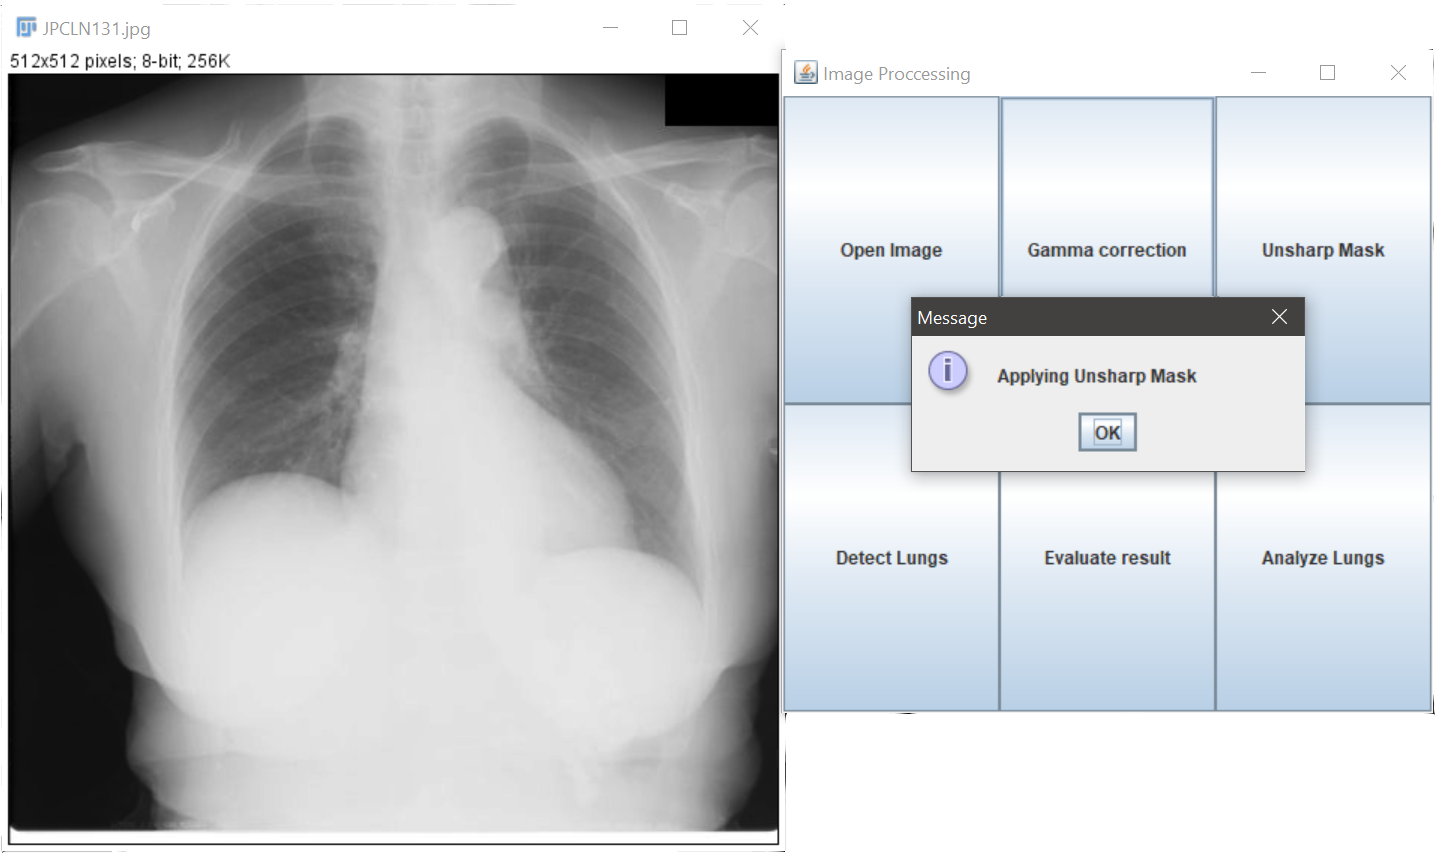 JPCLN131.jpg
512x512 pixels; 8-bit; 256K
Image Proccessing
Open Image
Gamma correction
Unsharp Mask
Message
Applying Unsharp Mask
OK
Detect Lungs
Evaluate result
Analyze Lungs